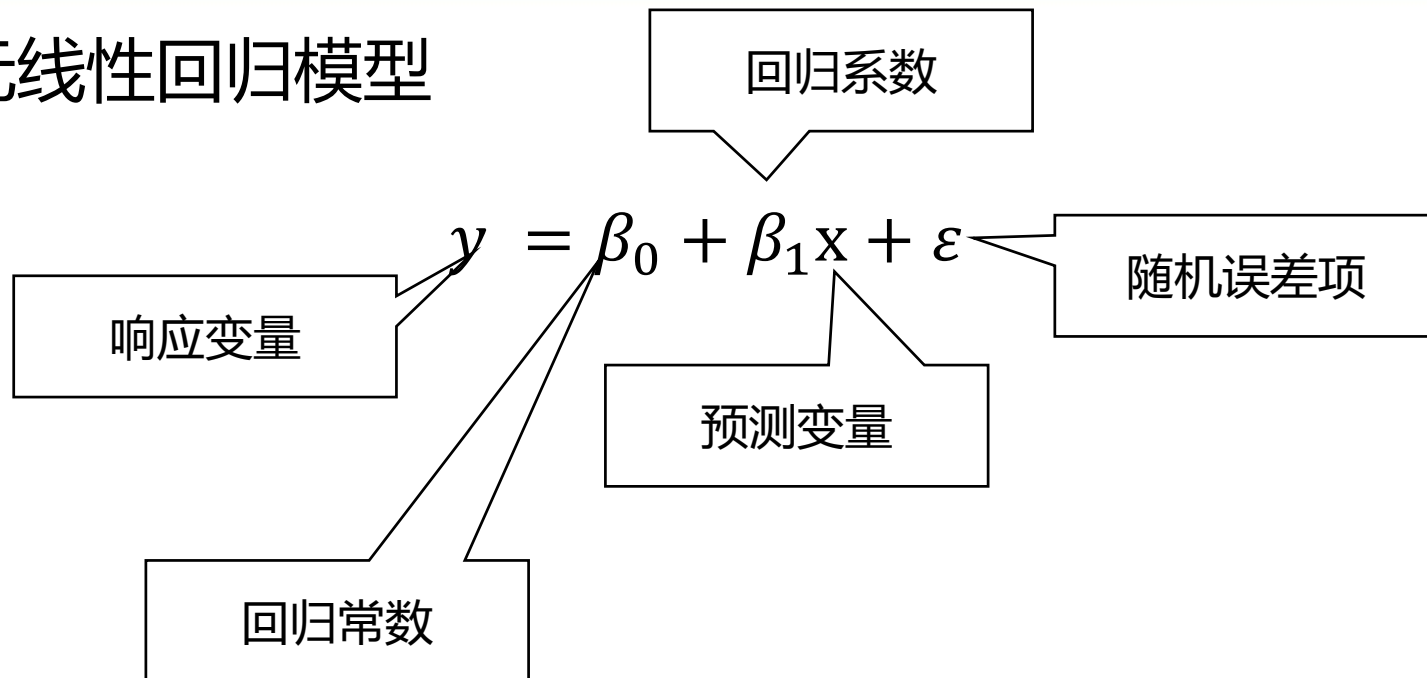 线性回归模型
回归系数
y = β₀ + β₁x + ε
随机误差项
响应变量
预测变量
回归常数